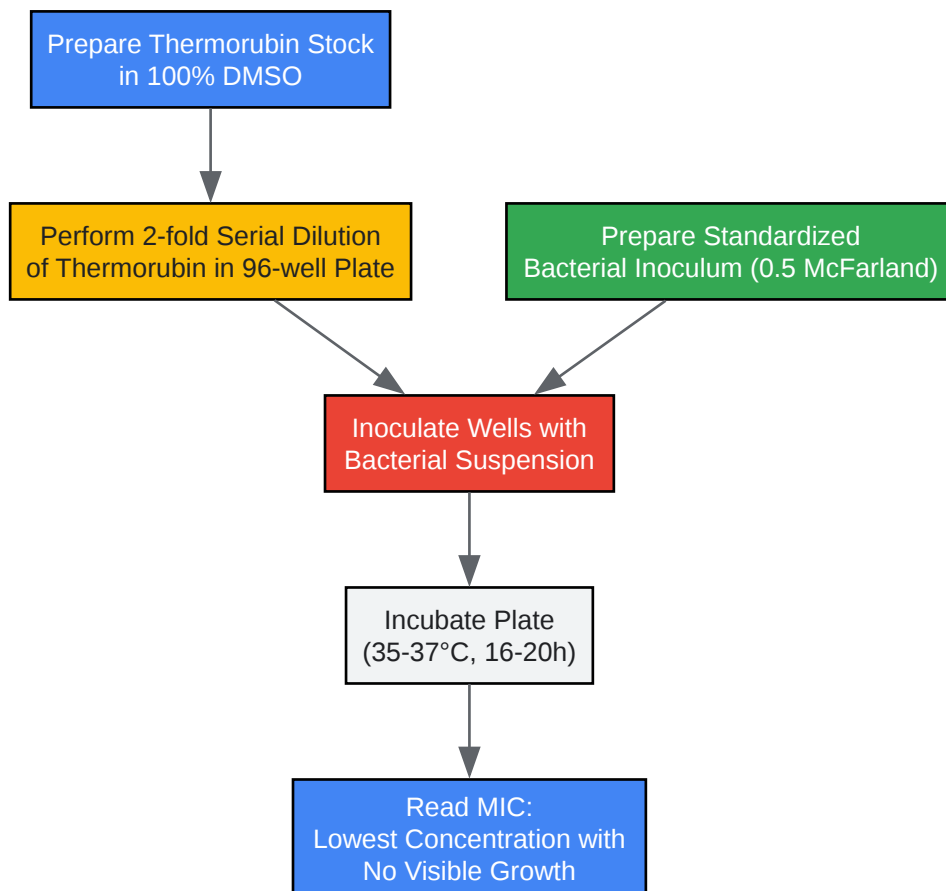 Prepare Thermorubin Stock
in 100% DMSO
Perform 2-fold Serial Dilution
of Thermorubin in 96-well Plate
Prepare Standardized
Bacterial Inoculum (0.5 McFarland)
Inoculate Wells with
Bacterial Suspension
Incubate Plate
(35-37°C, 16-20h)
Read MIC:
Lowest Concentration with
No Visible Growth